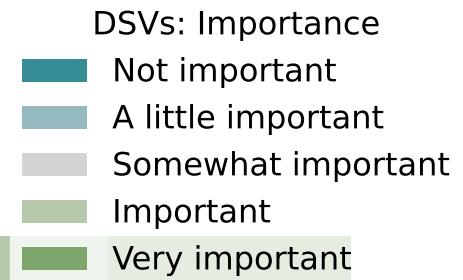 DSVs: Importance
Not important
A little important
Somewhat important
Important
Very important